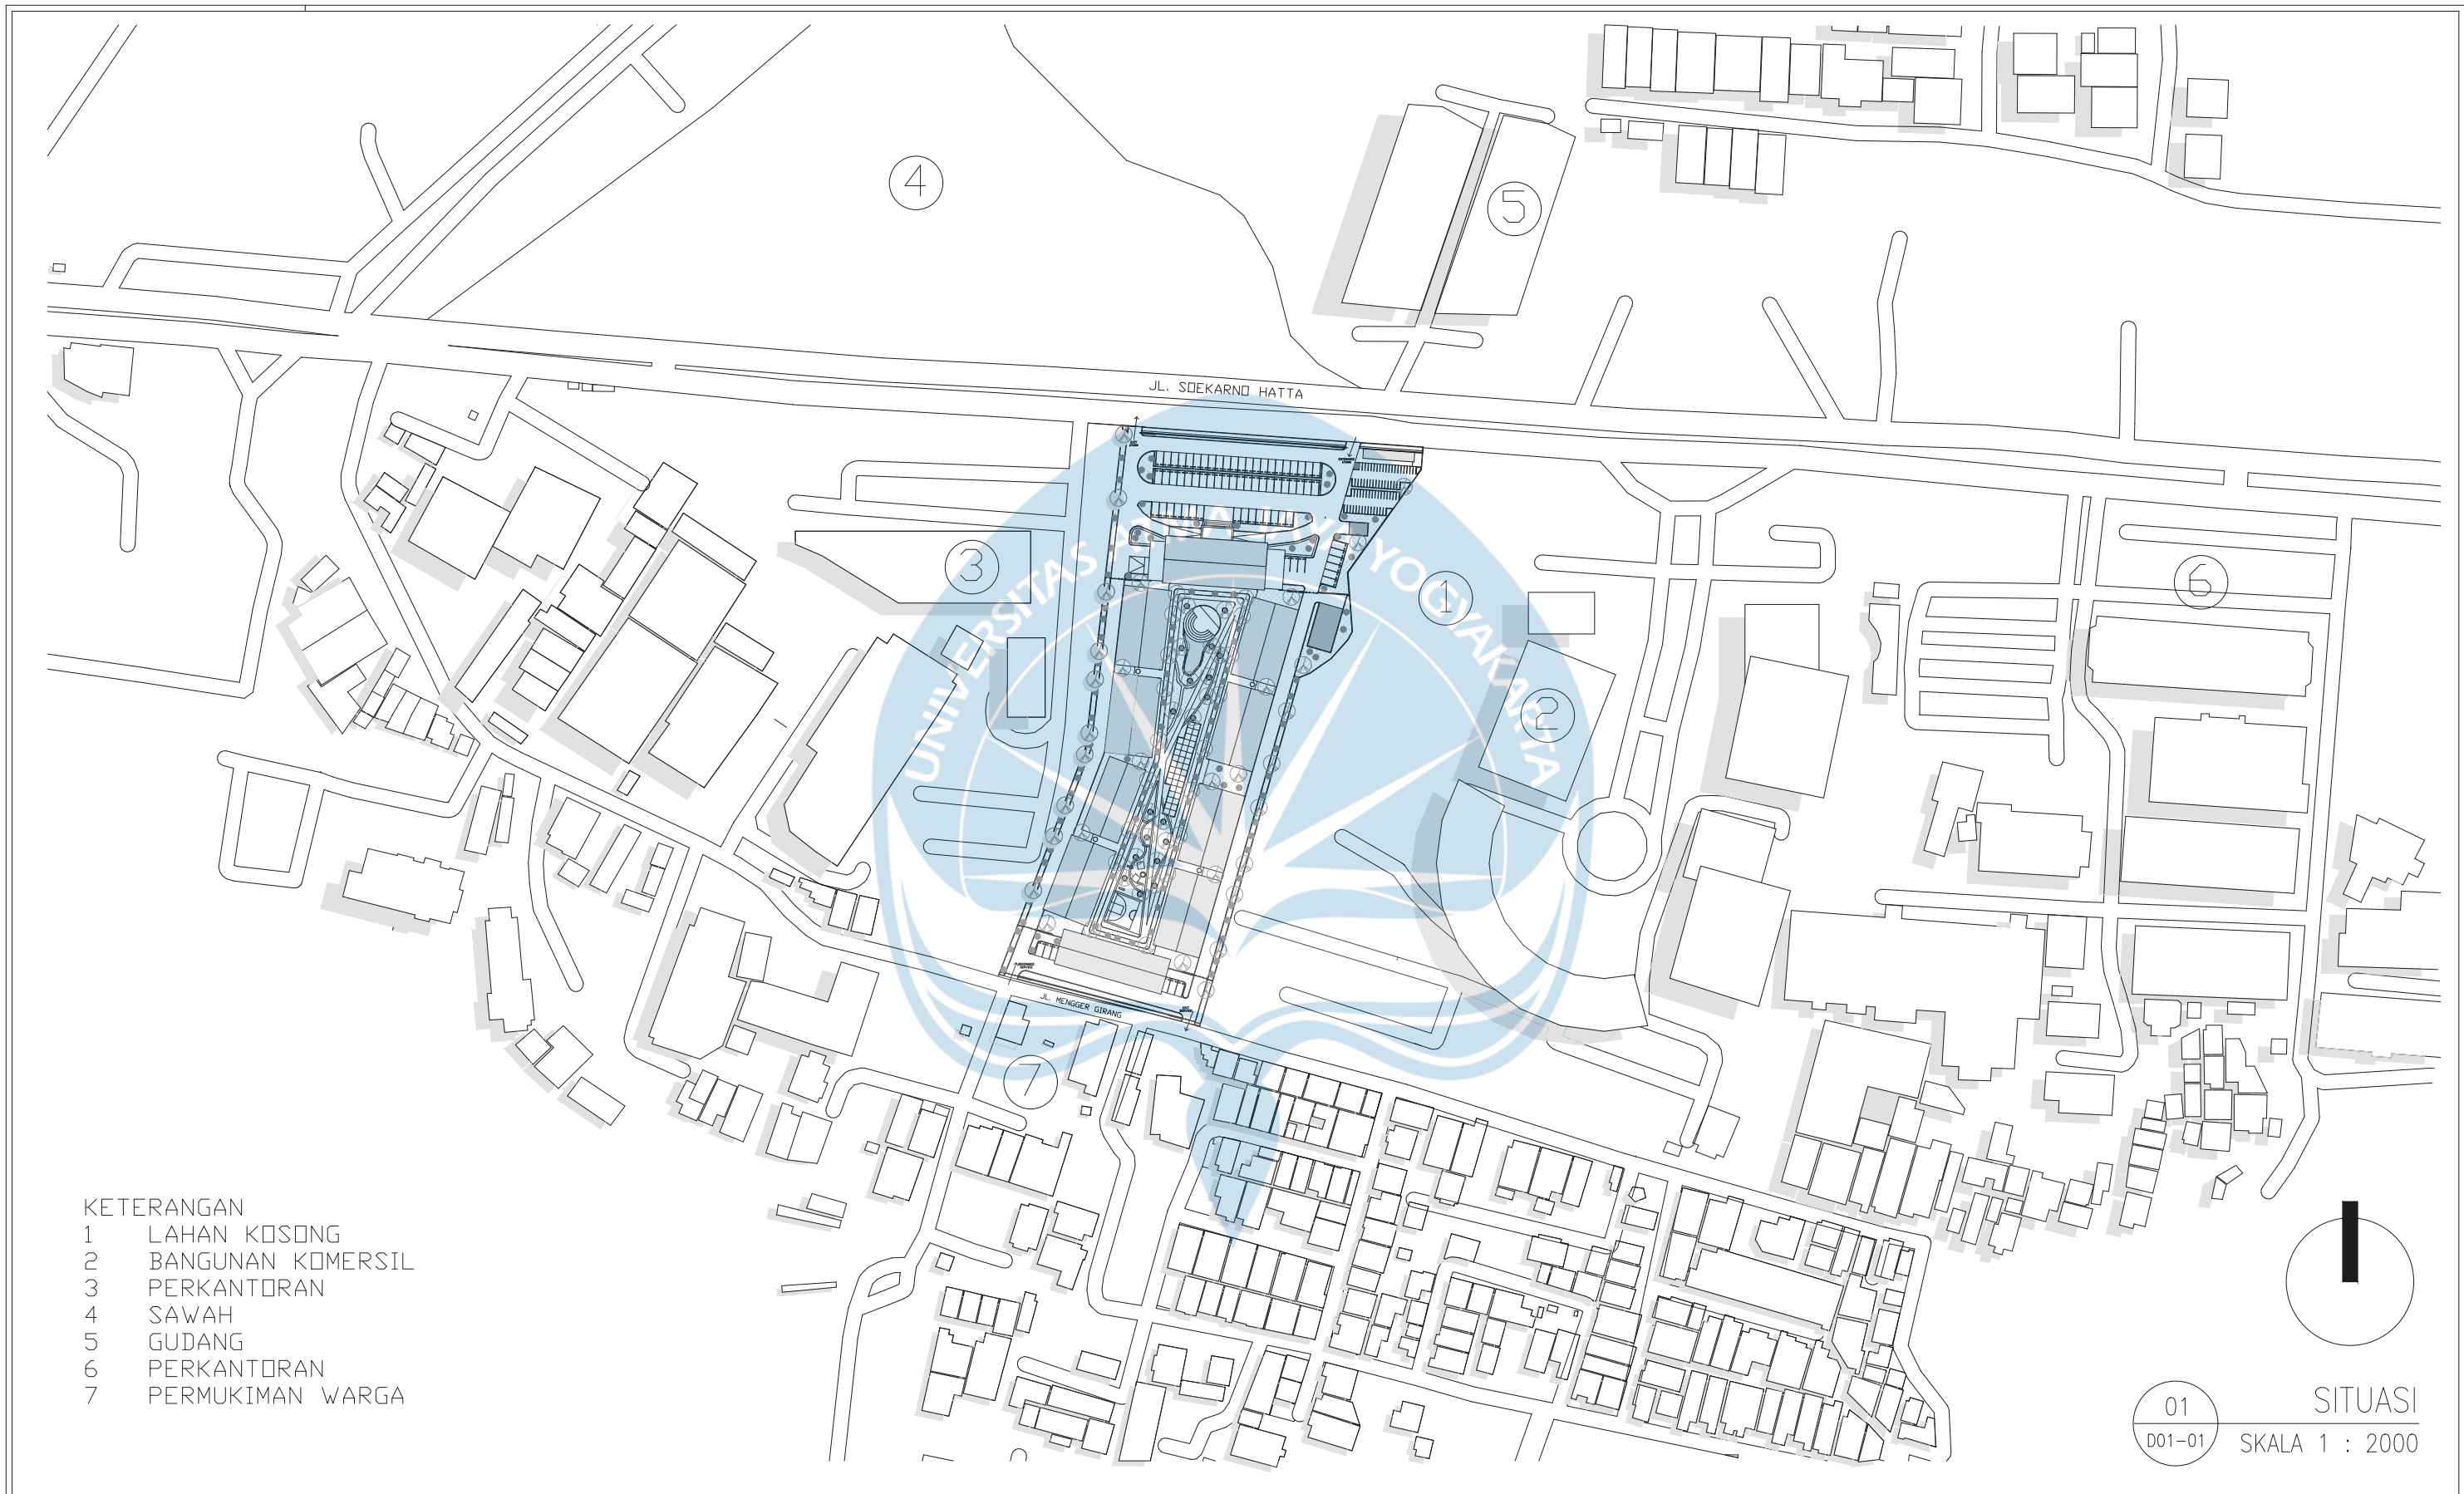 4
5
JL. SOEKARNO HATTA
3
1
6
2
UNIVERSITAS ATMA JAYA YOGYAKARTA
JL. MENGGER GIRANG
7
KETERANGAN
1 LAHAN KOSONG
2 BANGUNAN KOMERSIL
3 PERKANTORAN
4 SAWAH
5 GUDANG
6 PERKANTORAN
7 PERMUKIMAN WARGA
01 SITUASI
D01-01 SKALA 1 : 2000